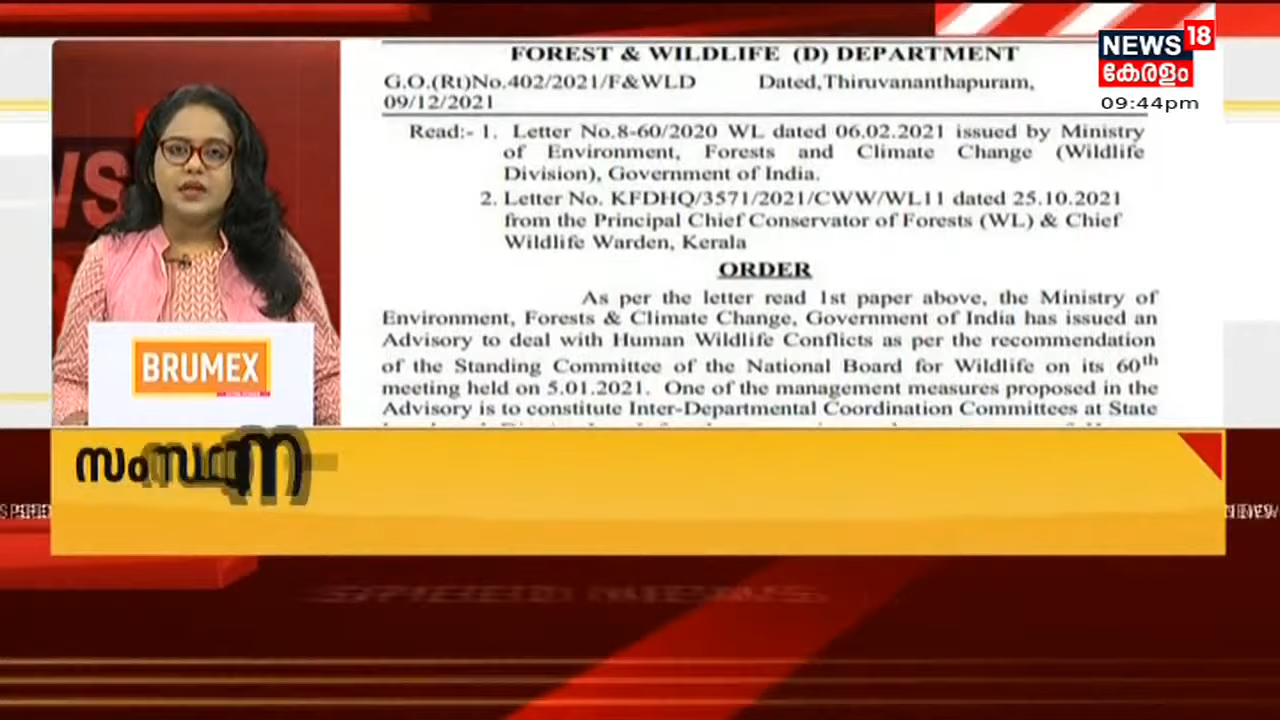 FOREST & WILDLIFE (D) DEPARTMENT
G.O.(Rt)No.402/2021/F&WLD Dated,Thiruvananthapuram,
09/12/2021
Read:- 1. Letter No.8-60/2020 WL dated 06.02.2021 issued by Ministry
of Environment, Forests and Climate Change (Wildlife
Division), Government of India.
2. Letter No. KFDHQ/3571/2021/CWW/WL11 dated 25.10.2021
from the Principal Chief Conservator of Forests (WL) & Chief
Wildlife Warden, Kerala
ORDER
As per the letter read 1st paper above, the Ministry of
Environment, Forests & Climate Change, Government of India has issued an
Advisory to deal with Human Wildlife Conflicts as per the recommendation
of the Standing Committee of the National Board for Wildlife on its 60th
meeting held on 5.01.2021. One of the management measures proposed in the
Advisory is to constitute Inter-Departmental Coordination Committees at State
NEWS 18
കേരളം
09:44pm
BRUMEX